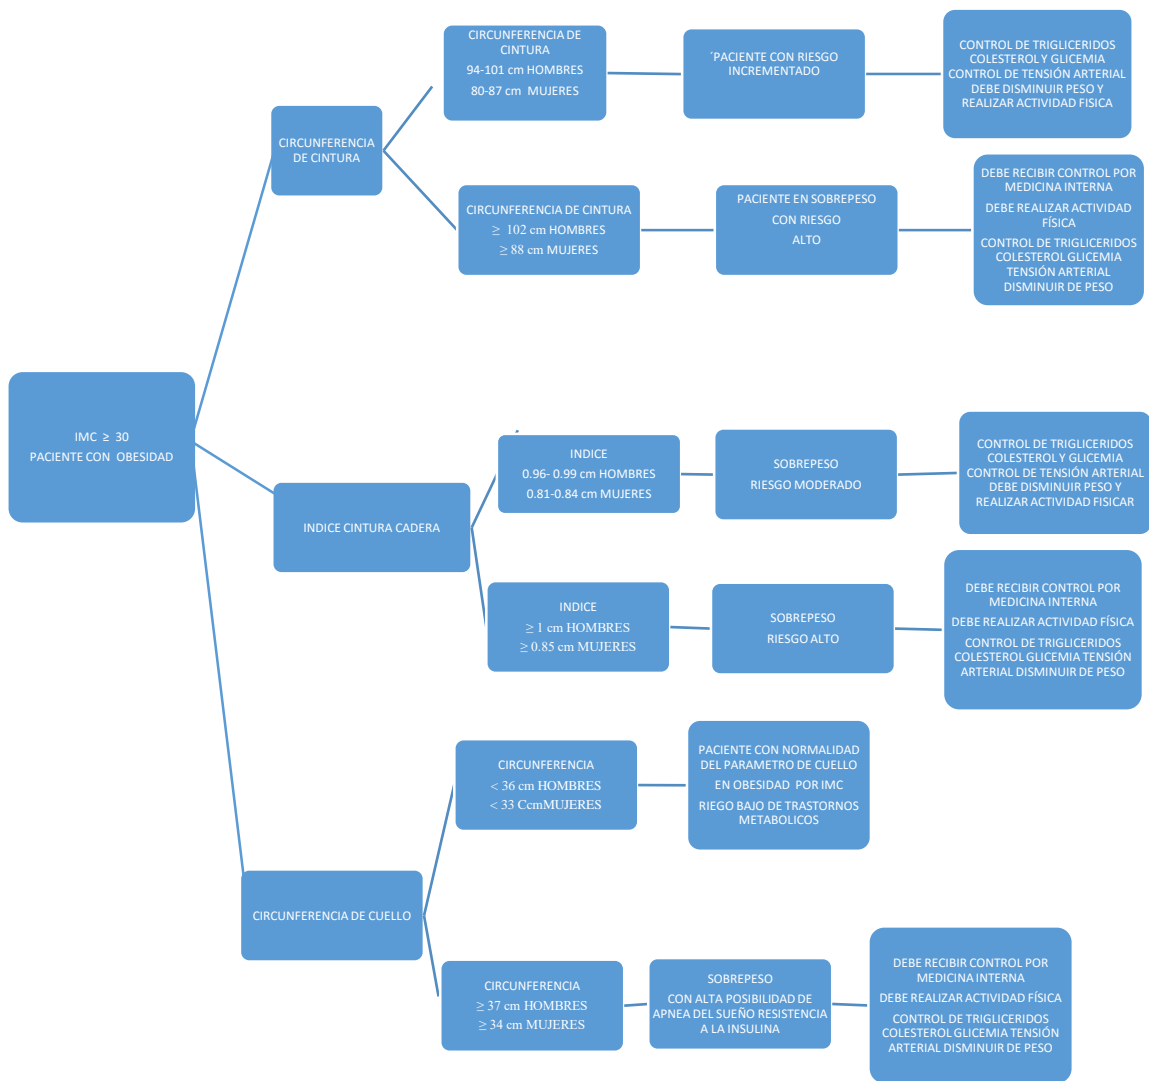 IMC ≥ 30
PACIENTE CON OBESIDAD
CIRCUNFERENCIA
DE CINTURA
CIRCUNFERENCIA DE
CINTURA
94-101 cm HOMBRES
80-87 cm MUJERES
´PACIENTE CON RIESGO
INCREMENTADO
CONTROL DE TRIGLICERIDOS
COLESTEROL Y GLICEMIA
CONTROL DE TENSIÓN ARTERIAL
DEBE DISMINUIR PESO Y
REALIZAR ACTIVIDAD FISICA
CIRCUNFERENCIA DE CINTURA
≥ 102 cm HOMBRES
≥ 88 cm MUJERES
PACIENTE EN SOBREPESO
CON RIESGO
ALTO
DEBE RECIBIR CONTROL POR
MEDICINA INTERNA
DEBE REALIZAR ACTIVIDAD
FÍSICA
CONTROL DE TRIGLICERIDOS
COLESTEROL GLICEMIA
TENSIÓN ARTERIAL
DISMINUIR DE PESO
INDICE CINTURA CADERA
INDICE
0.96- 0.99 cm HOMBRES
0.81-0.84 cm MUJERES
SOBREPESO
RIESGO MODERADO
CONTROL DE TRIGLICERIDOS
COLESTEROL Y GLICEMIA
CONTROL DE TENSIÓN ARTERIAL
DEBE DISMINUIR PESO Y
REALIZAR ACTIVIDAD FISICAR
INDICE
≥ 1 cm HOMBRES
≥ 0.85 cm MUJERES
SOBREPESO
RIESGO ALTO
DEBE RECIBIR CONTROL POR
MEDICINA INTERNA
DEBE REALIZAR ACTIVIDAD FÍSICA
CONTROL DE TRIGLICERIDOS
COLESTEROL GLICEMIA TENSIÓN
ARTERIAL DISMINUIR DE PESO
CIRCUNFERENCIA DE CUELLO
CIRCUNFERENCIA
< 36 cm HOMBRES
< 33 CcmMUJERES
PACIENTE CON NORMALIDAD
DEL PARAMETRO DE CUELLO
EN OBESIDAD POR IMC
RIEGO BAJO DE TRASTORNOS
METABOLICOS
CIRCUNFERENCIA
≥ 37 cm HOMBRES
≥ 34 cm MUJERES
SOBREPESO
CON ALTA POSIBILIDAD DE
APNEA DEL SUEÑO RESISTENCIA
A LA INSULINA
DEBE RECIBIR CONTROL POR
MEDICINA INTERNA
DEBE REALIZAR ACTIVIDAD FÍSICA
CONTROL DE TRIGLICERIDOS
COLESTEROL GLICEMIA TENSIÓN
ARTERIAL DISMINUIR DE PESO